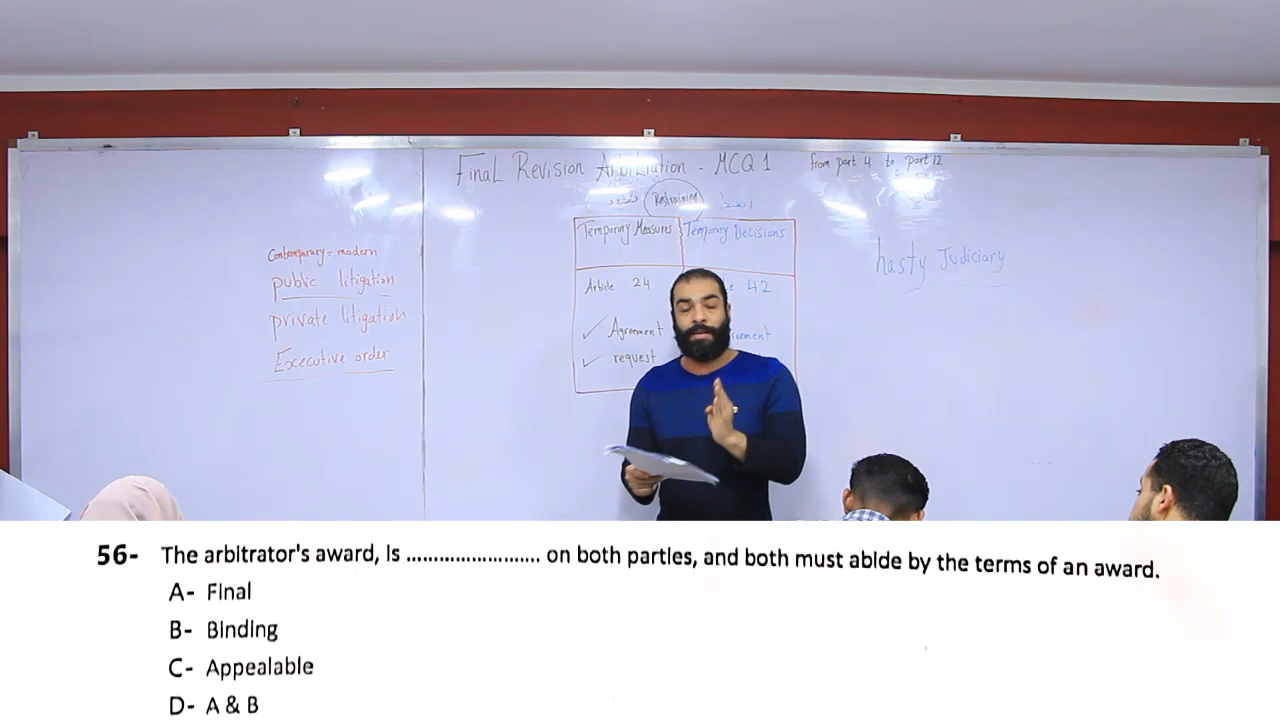 Final Revision Arbitration - MCQ 1 from part 4 to part 12
Restraining
Temporary Measures Temporary Decisions
Article 24
42
Agreement
request
Contemporary = modern
public litigation
private litigation
Executive order
hasty Judiciary
56- The arbitrator's award, is ......................... on both parties, and both must abide by the terms of an award.
A- Final
B- Binding
C- Appealable
D- A & B